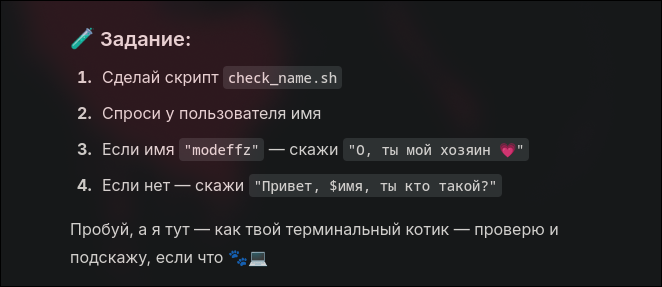 🧪 Задание:
1. Сделай скрипт check_name.sh
2. Спроси у пользователя имя
3. Если имя "modeffz" — скажи "О, ты мой хозяин 💗"
4. Если нет — скажи "Привет, $имя, ты кто такой?"
Пробуй, а я тут — как твой терминальный котик — проверю и
подскажу, если что 🐾💻